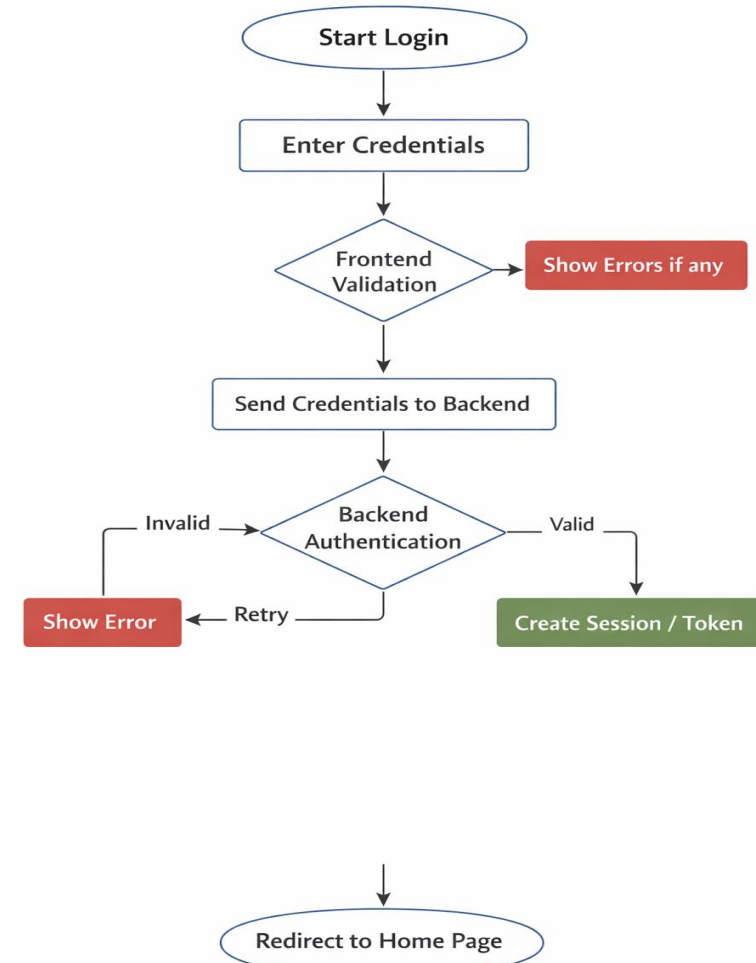 Start Login
Enter Credentials
Frontend
Validation
Show Errors if any
Send Credentials to Backend
Backend
Authentication
Invalid
Valid
Retry
Show Error
Create Session / Token
Redirect to Home Page